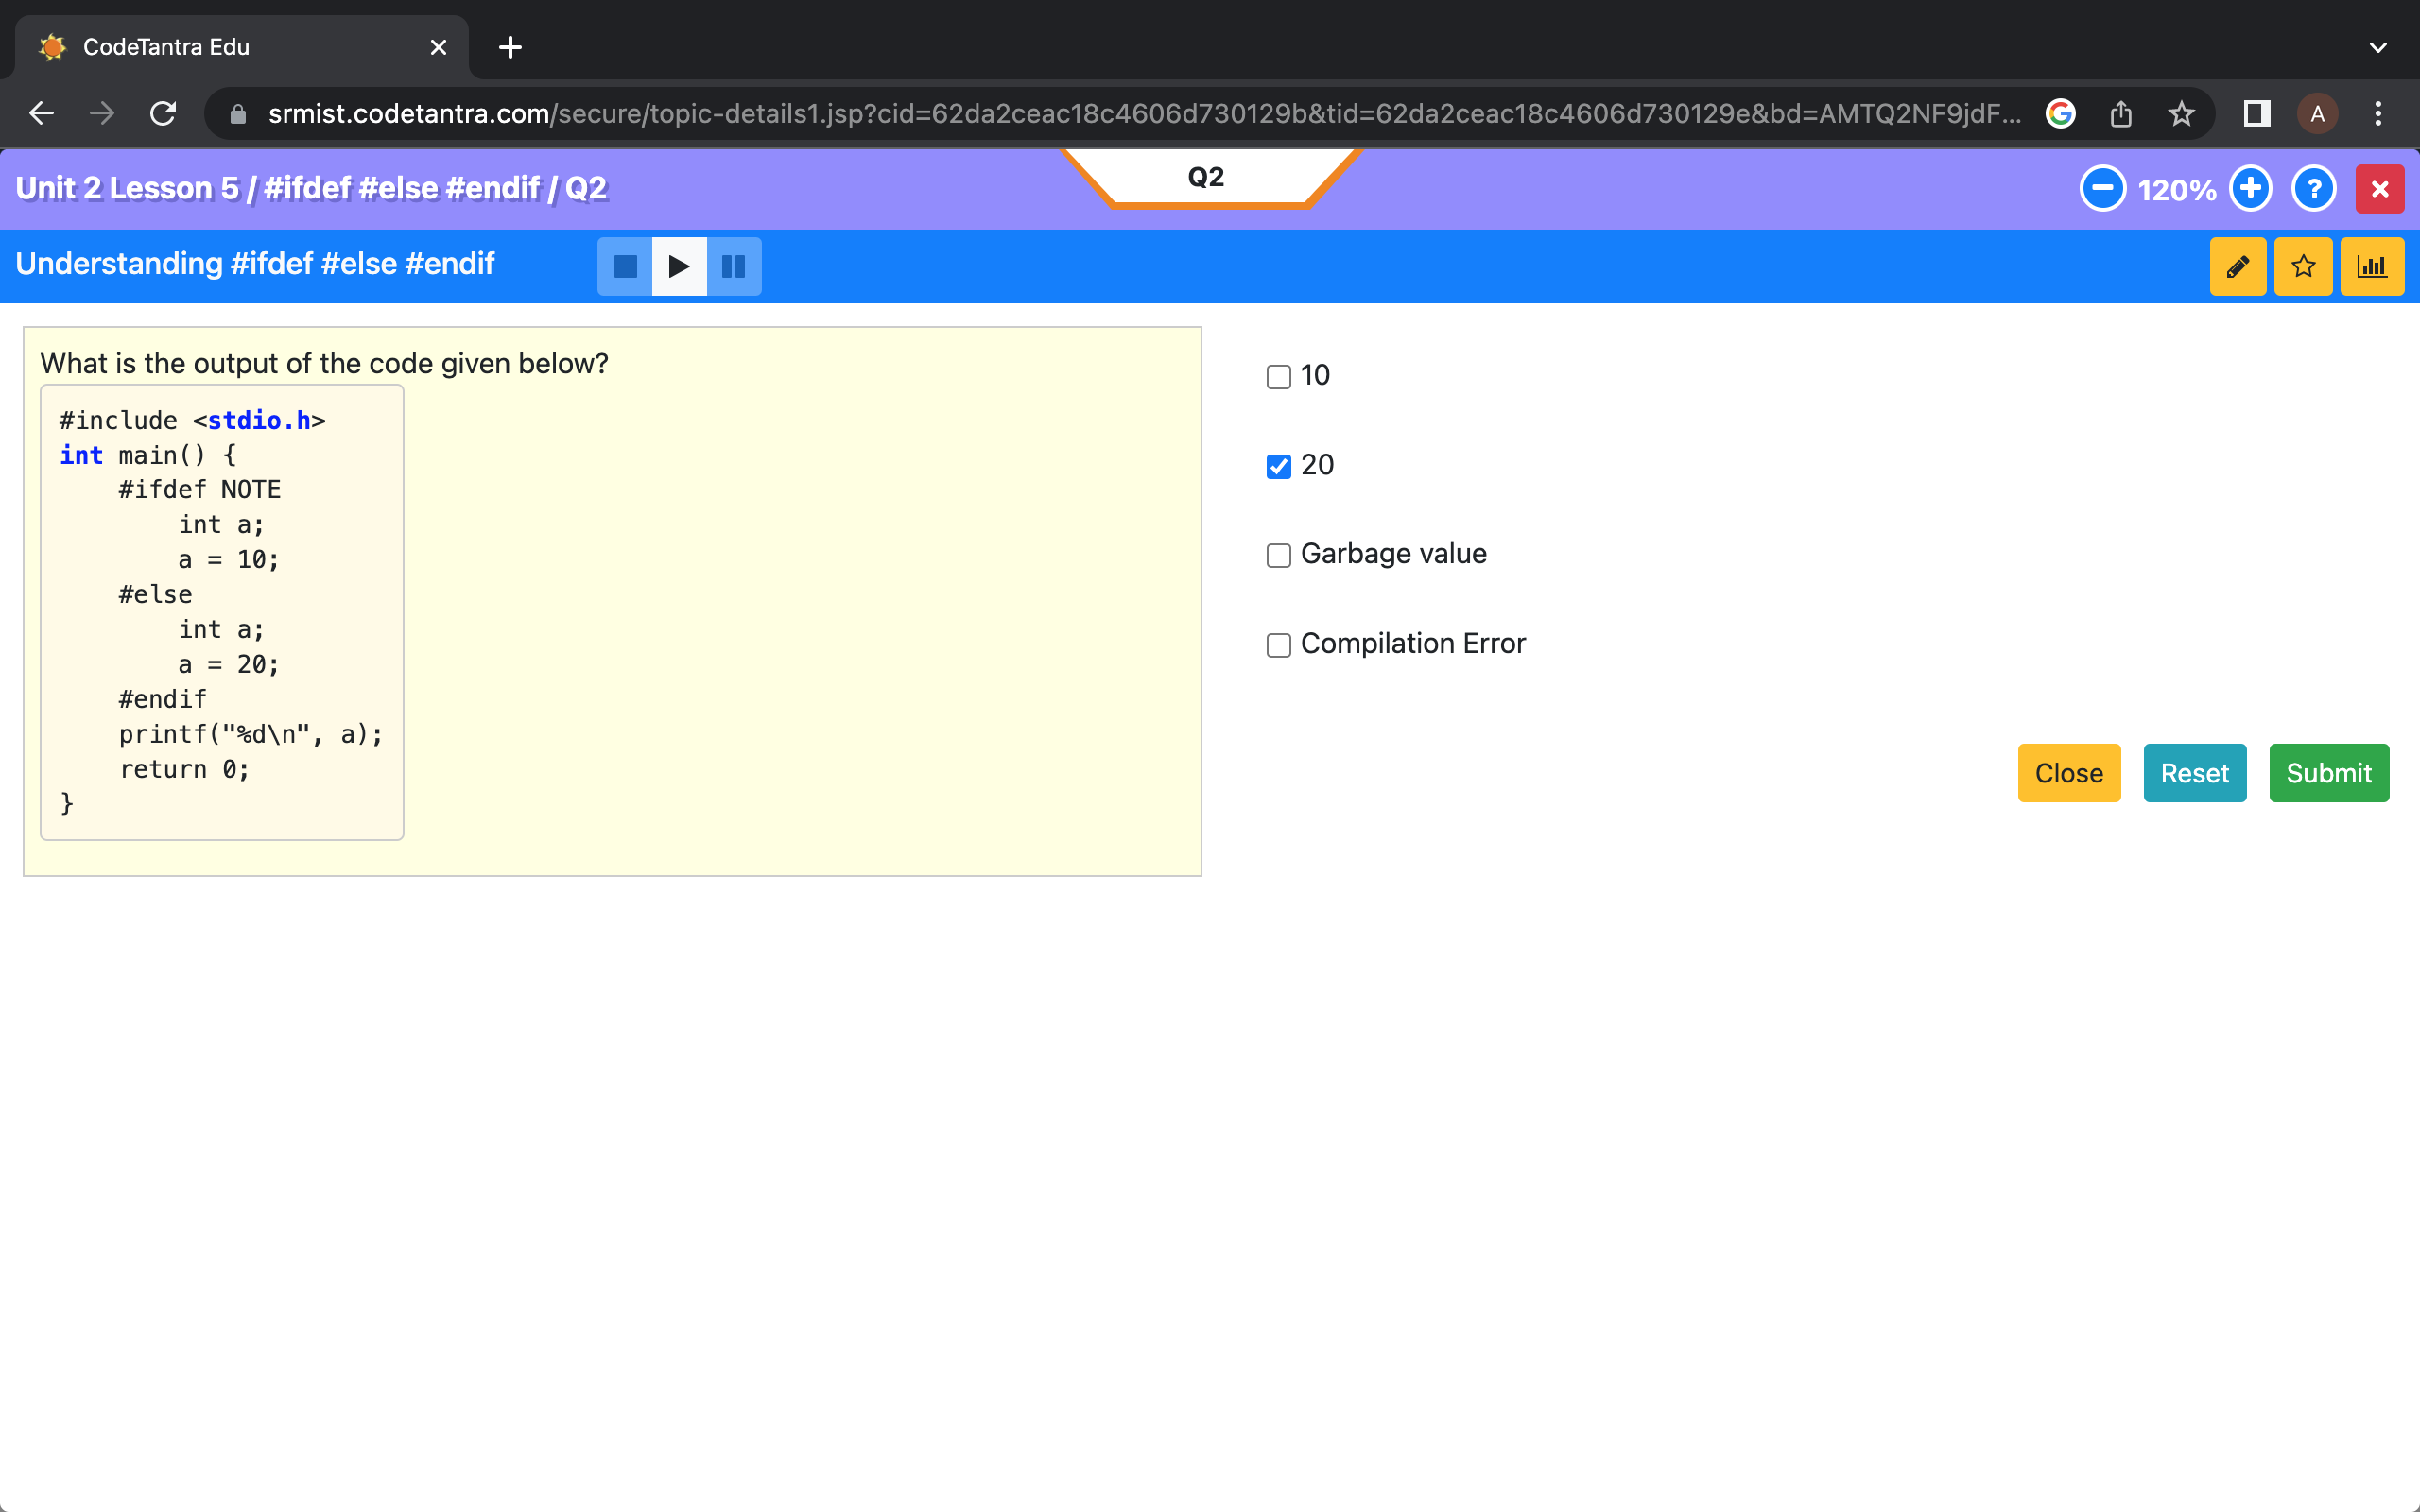 CodeTantra Edu
srmist.codetantra.com/secure/topic-details1.jsp?cid=62da2ceac18c4606d730129b&tid=62da2ceac18c4606d730129e&bd=AMTQ2NF9jdF...
A
Unit 2 Lesson 5 / #ifdef #else #endif / Q2
Q2
120%
?
Understanding #ifdef #else #endif
What is the output of the code given below?
#include <stdio.h>
int main() {
    #ifdef NOTE
        int a;
        a = 10;
    #else
        int a;
        a = 20;
    #endif
    printf("%d\n", a);
    return 0;
}
10
20
Garbage value
Compilation Error
Close
Reset
Submit